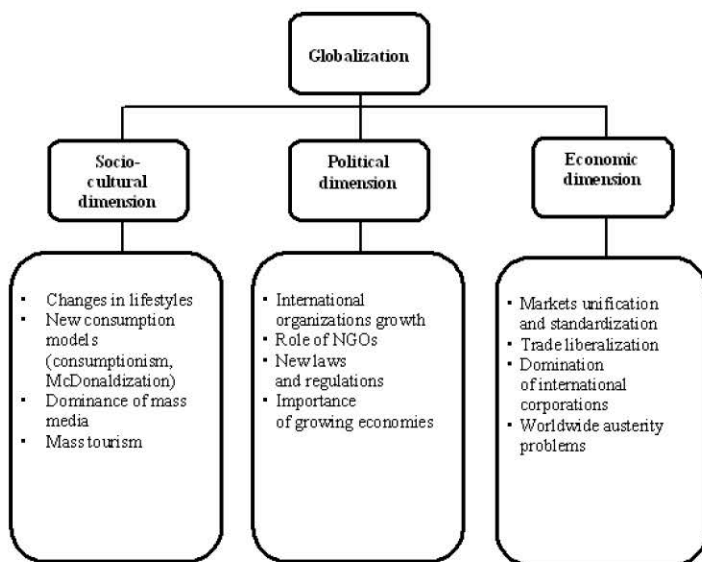 Globalization
Socio-
cultural
dimension
Political
dimension
Economic
dimension
▪ Changes in lifestyles
▪ New consumption
models
(consumptionism,
McDonaldization)
▪ Dominance of mass
media
▪ Mass tourism
▪ International
organizations growth
▪ Role of NGOs
▪ New laws
and regulations
▪ Importance
of growing economies
▪ Markets unification
and standardization
▪ Trade liberalization
▪ Domination
of international
corporations
▪ Worldwide austerity
problems